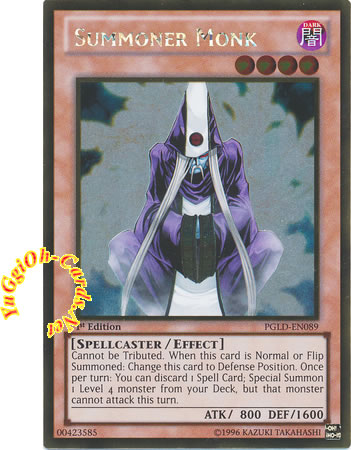 Summoner Monk
DARK
闇
YuGgiOh-Cards.Net
1st Edition
PGLD-EN089
[SPELLCASTER / EFFECT]
Cannot be Tributed. When this card is Normal or Flip
Summoned: Change this card to Defense Position. Once
per turn: You can discard 1 Spell Card; Special Summon
1 Level 4 monster from your Deck, but that monster
cannot attack this turn.
ATK/ 800 DEF/1600
00423585
©1996 KAZUKI TAKAHASHI